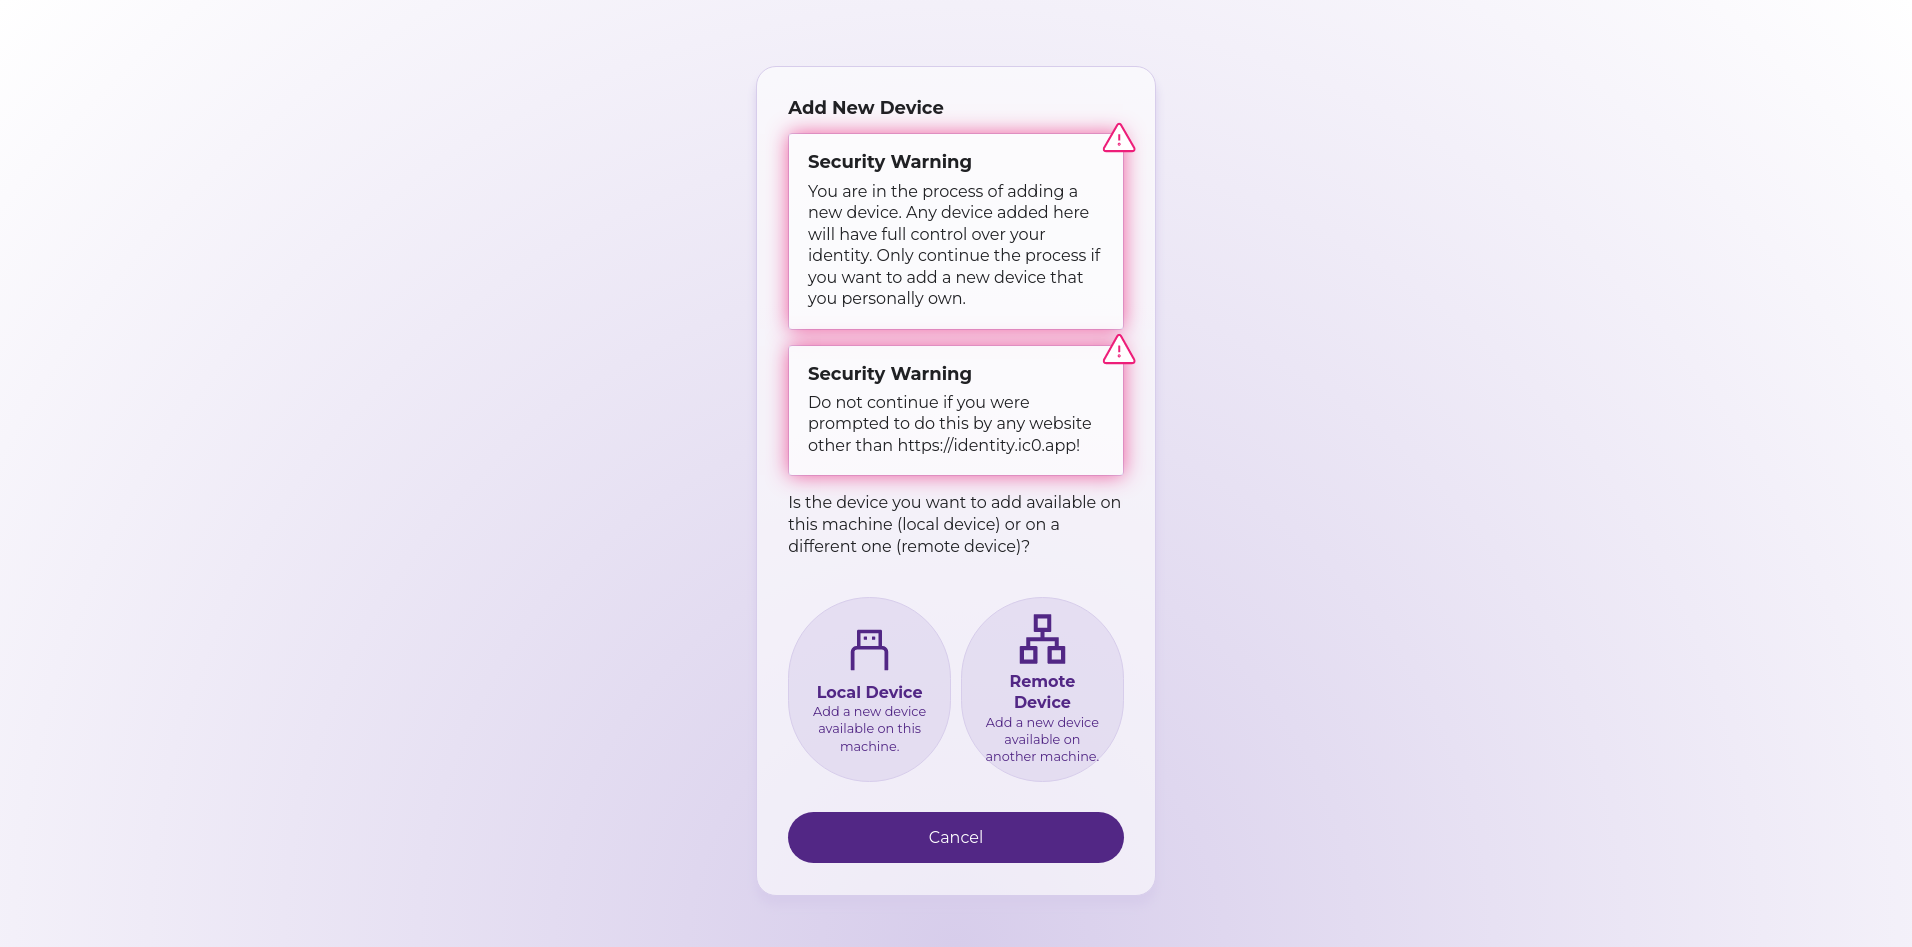 Add New Device
Security Warning
You are in the process of adding a
new device. Any device added here
will have full control over your
identity. Only continue the process if
you want to add a new device that
you personally own.
Security Warning
Do not continue if you were
prompted to do this by any website
other than https://identity.ic0.app!
Is the device you want to add available on
this machine (local device) or on a
different one (remote device)?
Local Device
Add a new device
available on this
machine.
Remote
Device
Add a new device
available on
another machine.
Cancel